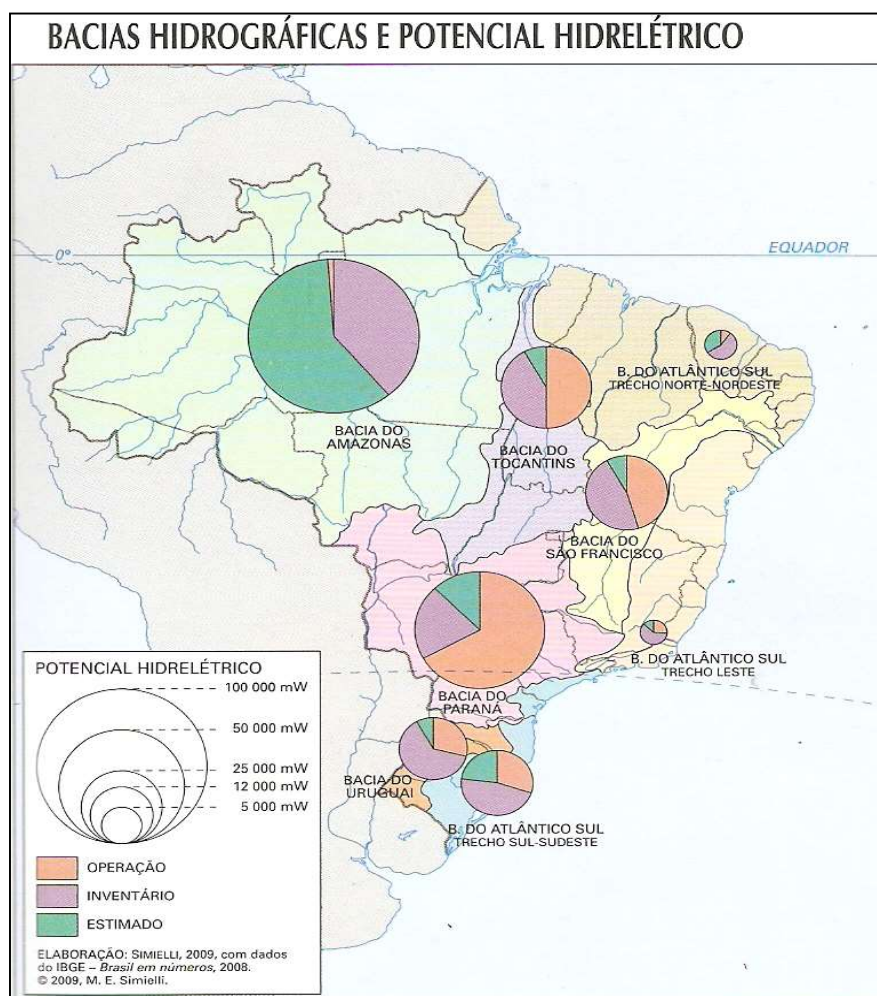 BACIAS HIDROGRÁFICAS E POTENCIAL HIDRELÉTRICO
0º
EQUADOR
B. DO ATLÂNTICO SUL
TRECHO NORTE-NORDESTE
BACIA DO
AMAZONAS
BACIA DO
TOCANTINS
BACIA DO
SÃO FRANCISCO
B. DO ATLÂNTICO SUL
TRECHO LESTE
BACIA DO
PARANÁ
BACIA DO
URUGUAI
B. DO ATLÂNTICO SUL
TRECHO SUL-SUDESTE
POTENCIAL HIDRELÉTRICO
100 000 mW
50 000 mW
25 000 mW
12 000 mW
5 000 mW
OPERAÇÃO
INVENTÁRIO
ESTIMADO
ELABORAÇÃO: SIMIELLI, 2009, com dados
do IBGE – Brasil em números, 2008.
© 2009, M. E. Simielli.